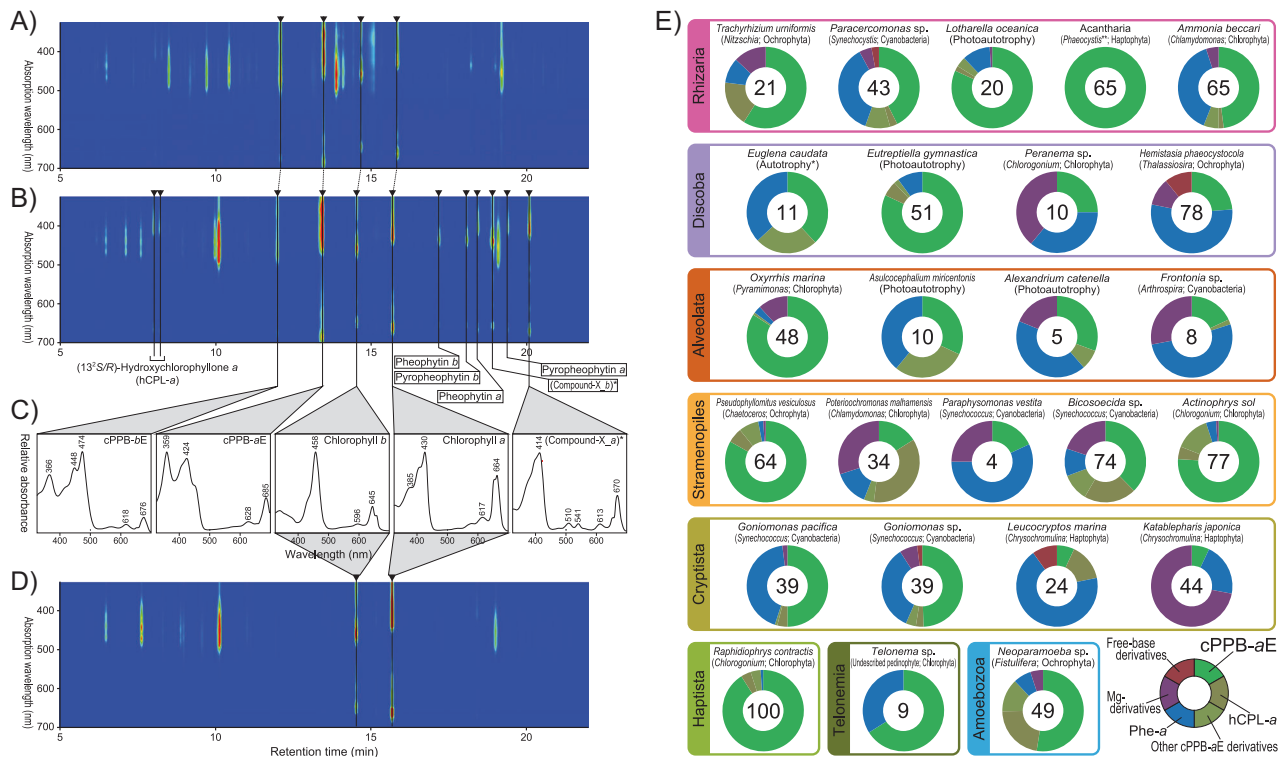 A)
Absorption wavelength (nm)
400
500
600
700
5
10
15
20
B)
Absorption wavelength (nm)
400
500
600
700
5
10
15
20
(13²S/R)-Hydroxychlorophyllone a
(hCPL-a)
Pheophytin b
Pyropheophytin b
Pheophytin a
Pyropheophytin a
(Compound-X_b)*
C)
Relative absorbance
cPPB-bE
366
448
474
618
676
cPPB-aE
359
424
628
685
Chlorophyll b
458
596
645
Chlorophyll a
385
430
617
664
(Compound-X_a)*
414
510
541
613
670
400 600
400 600
400 600
400 600
400 600
Wavelength (nm)
D)
Absorption wavelength (nm)
400
500
600
700
5
10
15
20
Retention time (min)
E)
Rhizaria
Trachyrhizium urniformis
(Nitzschia; Ochrophyta)
21
Paracercomonas sp.
(Synechocystis; Cyanobacteria)
43
Lotharella oceanica
(Photoautotrophy)
20
Acantharia
(Phaeocystis**; Haptophyta)
65
Ammonia beccari
(Chlamydomonas; Chlorophyta)
65
Discoba
Euglena caudata
(Autotrophy*)
11
Eutreptiella gymnastica
(Photoautotrophy)
51
Peranema sp.
(Chlorogonium; Chlorophyta)
10
Hemistasia phaeocystocola
(Thalassiosira; Ochrophyta)
78
Alveolata
Oxyrrhis marina
(Pyramimonas; Chlorophyta)
48
Asulcocephalium miricentonis
(Photoautotrophy)
10
Alexandrium catenella
(Photoautotrophy)
5
Frontonia sp.
(Arthrospira; Cyanobacteria)
8
Stramenopiles
Pseudophyllomitus vesiculosus
(Chaetoceros; Ochrophyta)
64
Poterioochromonas malhamensis
(Chlamydomonas; Chlorophyta)
34
Paraphysomonas vestita
(Synechococcus; Cyanobacteria)
4
Bicosoecida sp.
(Synechococcus; Cyanobacteria)
74
Actinophrys sol
(Chlorogonium; Chlorophyta)
77
Cryptista
Goniomonas pacifica
(Synechococcus; Cyanobacteria)
39
Goniomonas sp.
(Synechococcus; Cyanobacteria)
39
Leucocryptos marina
(Chrysochromulina; Haptophyta)
24
Katablepharis japonica
(Chrysochromulina; Haptophyta)
44
Haptista
Raphidiophrys contractis
(Chlorogonium; Chlorophyta)
100
Telonemia
Telonema sp.
(Undescribed pedinophyte; Chlorophyta)
9
Amoebozoa
Neoparamoeba sp.
(Fistulifera; Ochrophyta)
49
Free-base
derivatives
cPPB-aE
Mg-
derivatives
Phe-a
hCPL-a
Other cPPB-aE derivatives